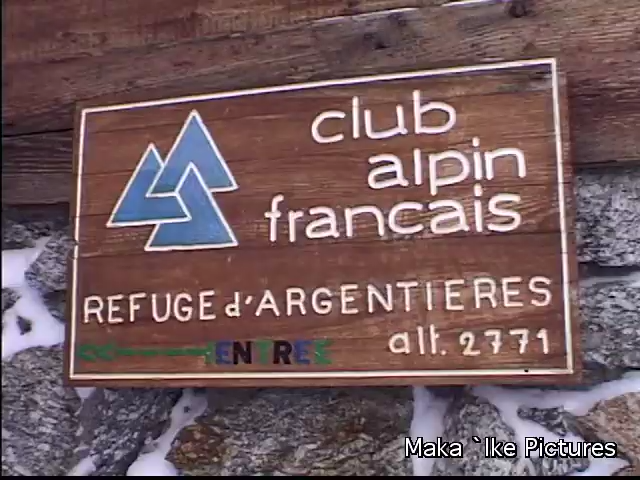 club
alpin
francais
REFUGE d'ARGENTIERES
alt. 2771
ENTREE
Maka `Ike Pictures